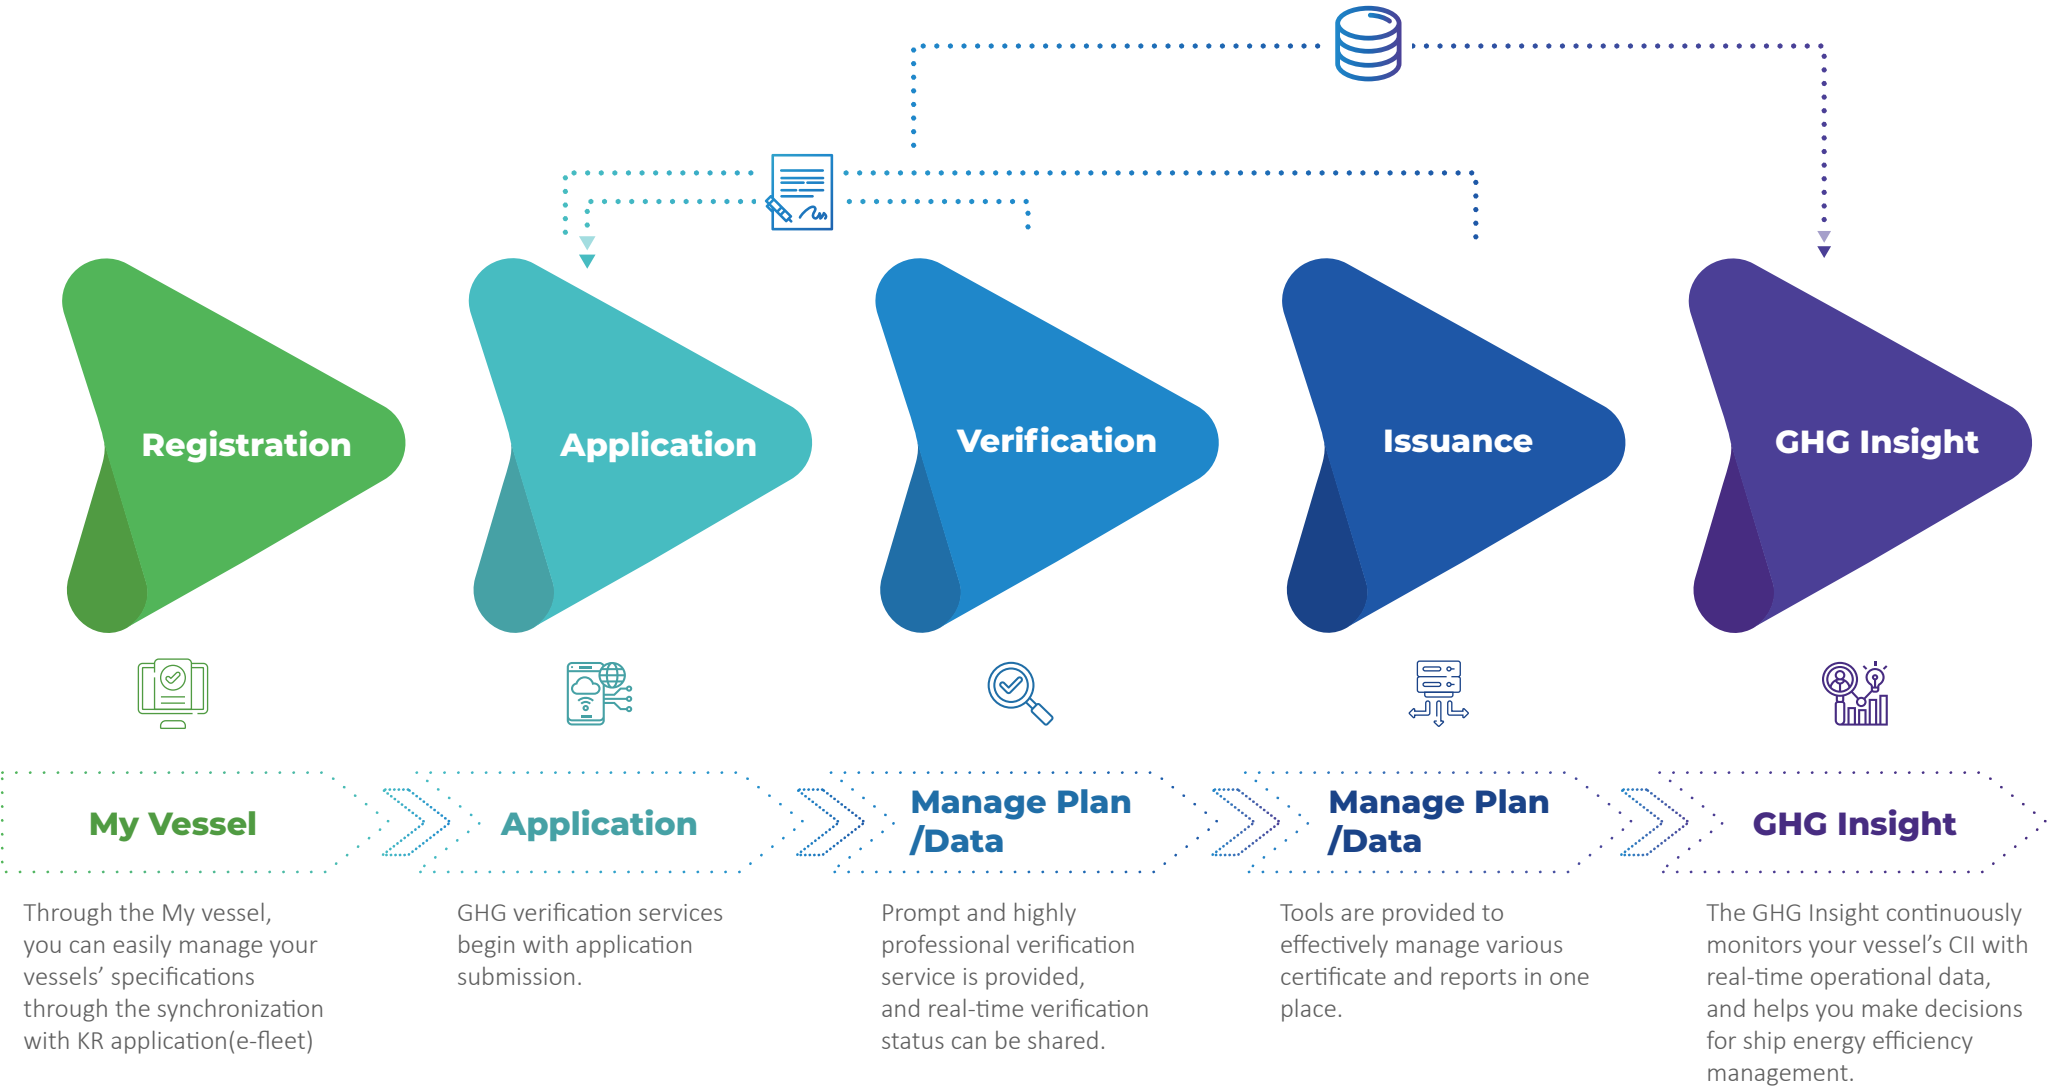 Registration
Application
Verification
Issuance
GHG Insight
My Vessel
Application
Manage Plan
/Data
Manage Plan
/Data
GHG Insight
Through the My vessel,
you can easily manage your
vessels’ specifications
through the synchronization
with KR application(e-fleet)
GHG verification services
begin with application
submission.
Prompt and highly
professional verification
service is provided,
and real-time verification
status can be shared.
Tools are provided to
effectively manage various
certificate and reports in one
place.
The GHG Insight continuously
monitors your vessel’s CII with
real-time operational data,
and helps you make decisions
for ship energy efficiency
management.